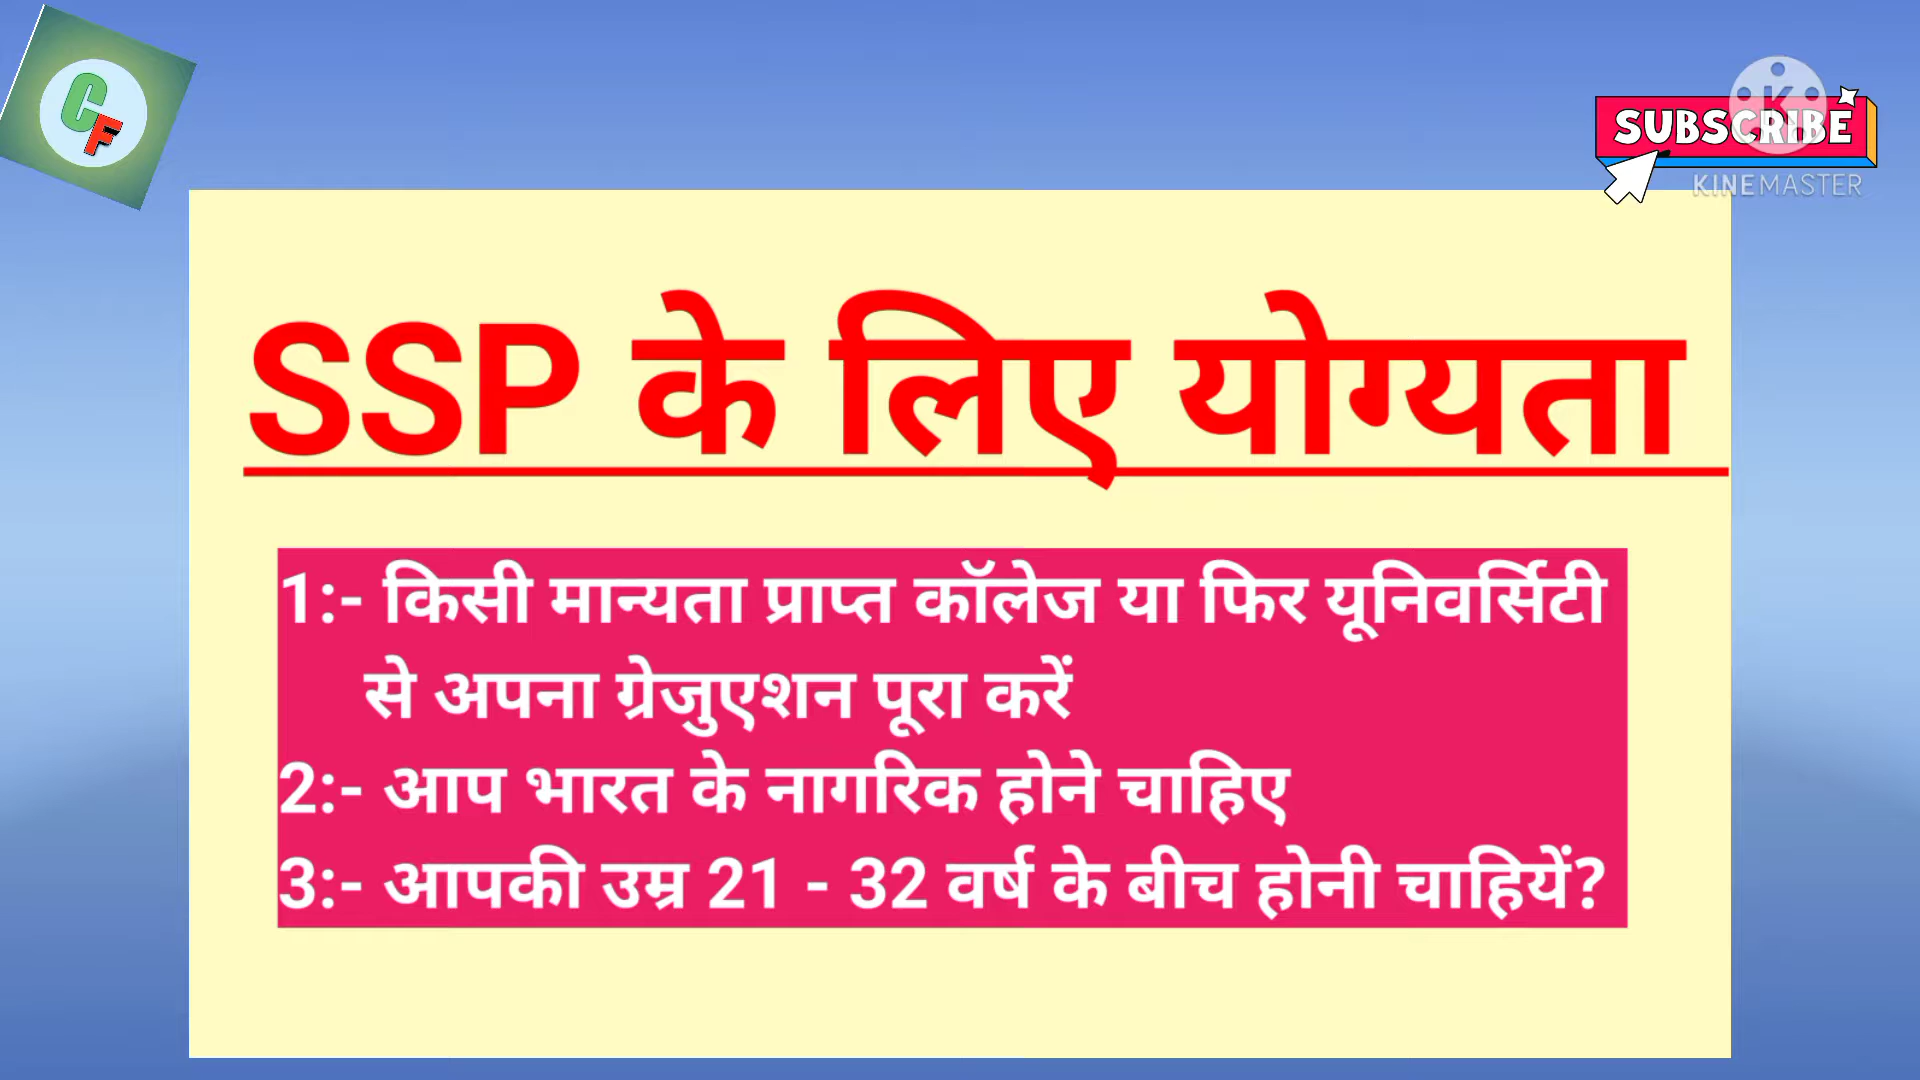 CF
SUBSCRIBE
KINEMASTER
SSP के लिए योग्यता
1:- किसी मान्यता प्राप्त कॉलेज या फिर यूनिवर्सिटी
से अपना ग्रेजुएशन पूरा करें
2:- आप भारत के नागरिक होने चाहिए
3:- आपकी उम्र 21 - 32 वर्ष के बीच होनी चाहियें?